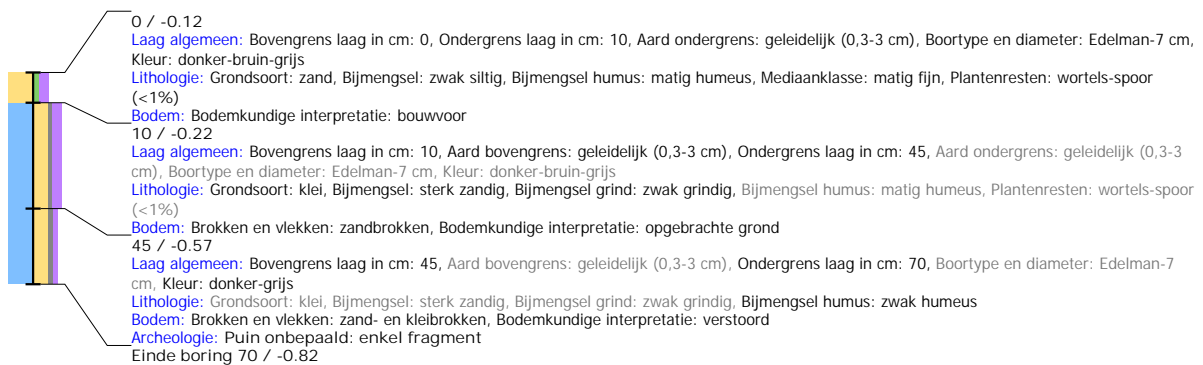 0 / -0.12
Laag algemeen: Bovengrens laag in cm: 0, Ondergrens laag in cm: 10, Aard ondergrens: geleidelijk (0,3-3 cm), Boortype en diameter: Edelman-7 cm,
Kleur: donker-bruin-grijs
Lithologie: Grondsoort: zand, Bijmengsel: zwak siltig, Bijmengsel humus: matig humeus, Mediaanklasse: matig fijn, Plantenresten: wortels-spoor
(<1%)
Bodem: Bodemkundige interpretatie: bouwvoor
10 / -0.22
Laag algemeen: Bovengrens laag in cm: 10, Aard bovengrens: geleidelijk (0,3-3 cm), Ondergrens laag in cm: 45, Aard ondergrens: geleidelijk (0,3-3
cm), Boortype en diameter: Edelman-7 cm, Kleur: donker-bruin-grijs
Lithologie: Grondsoort: klei, Bijmengsel: sterk zandig, Bijmengsel grind: zwak grindig, Bijmengsel humus: matig humeus, Plantenresten: wortels-spoor
(<1%)
Bodem: Brokken en vlekken: zandbrokken, Bodemkundige interpretatie: opgebrachte grond
45 / -0.57
Laag algemeen: Bovengrens laag in cm: 45, Aard bovengrens: geleidelijk (0,3-3 cm), Ondergrens laag in cm: 70, Boortype en diameter: Edelman-7
cm, Kleur: donker-grijs
Lithologie: Grondsoort: klei, Bijmengsel: sterk zandig, Bijmengsel grind: zwak grindig, Bijmengsel humus: zwak humeus
Bodem: Brokken en vlekken: zand- en kleibrokken, Bodemkundige interpretatie: verstoord
Archeologie: Puin onbepaald: enkel fragment
Einde boring 70 / -0.82